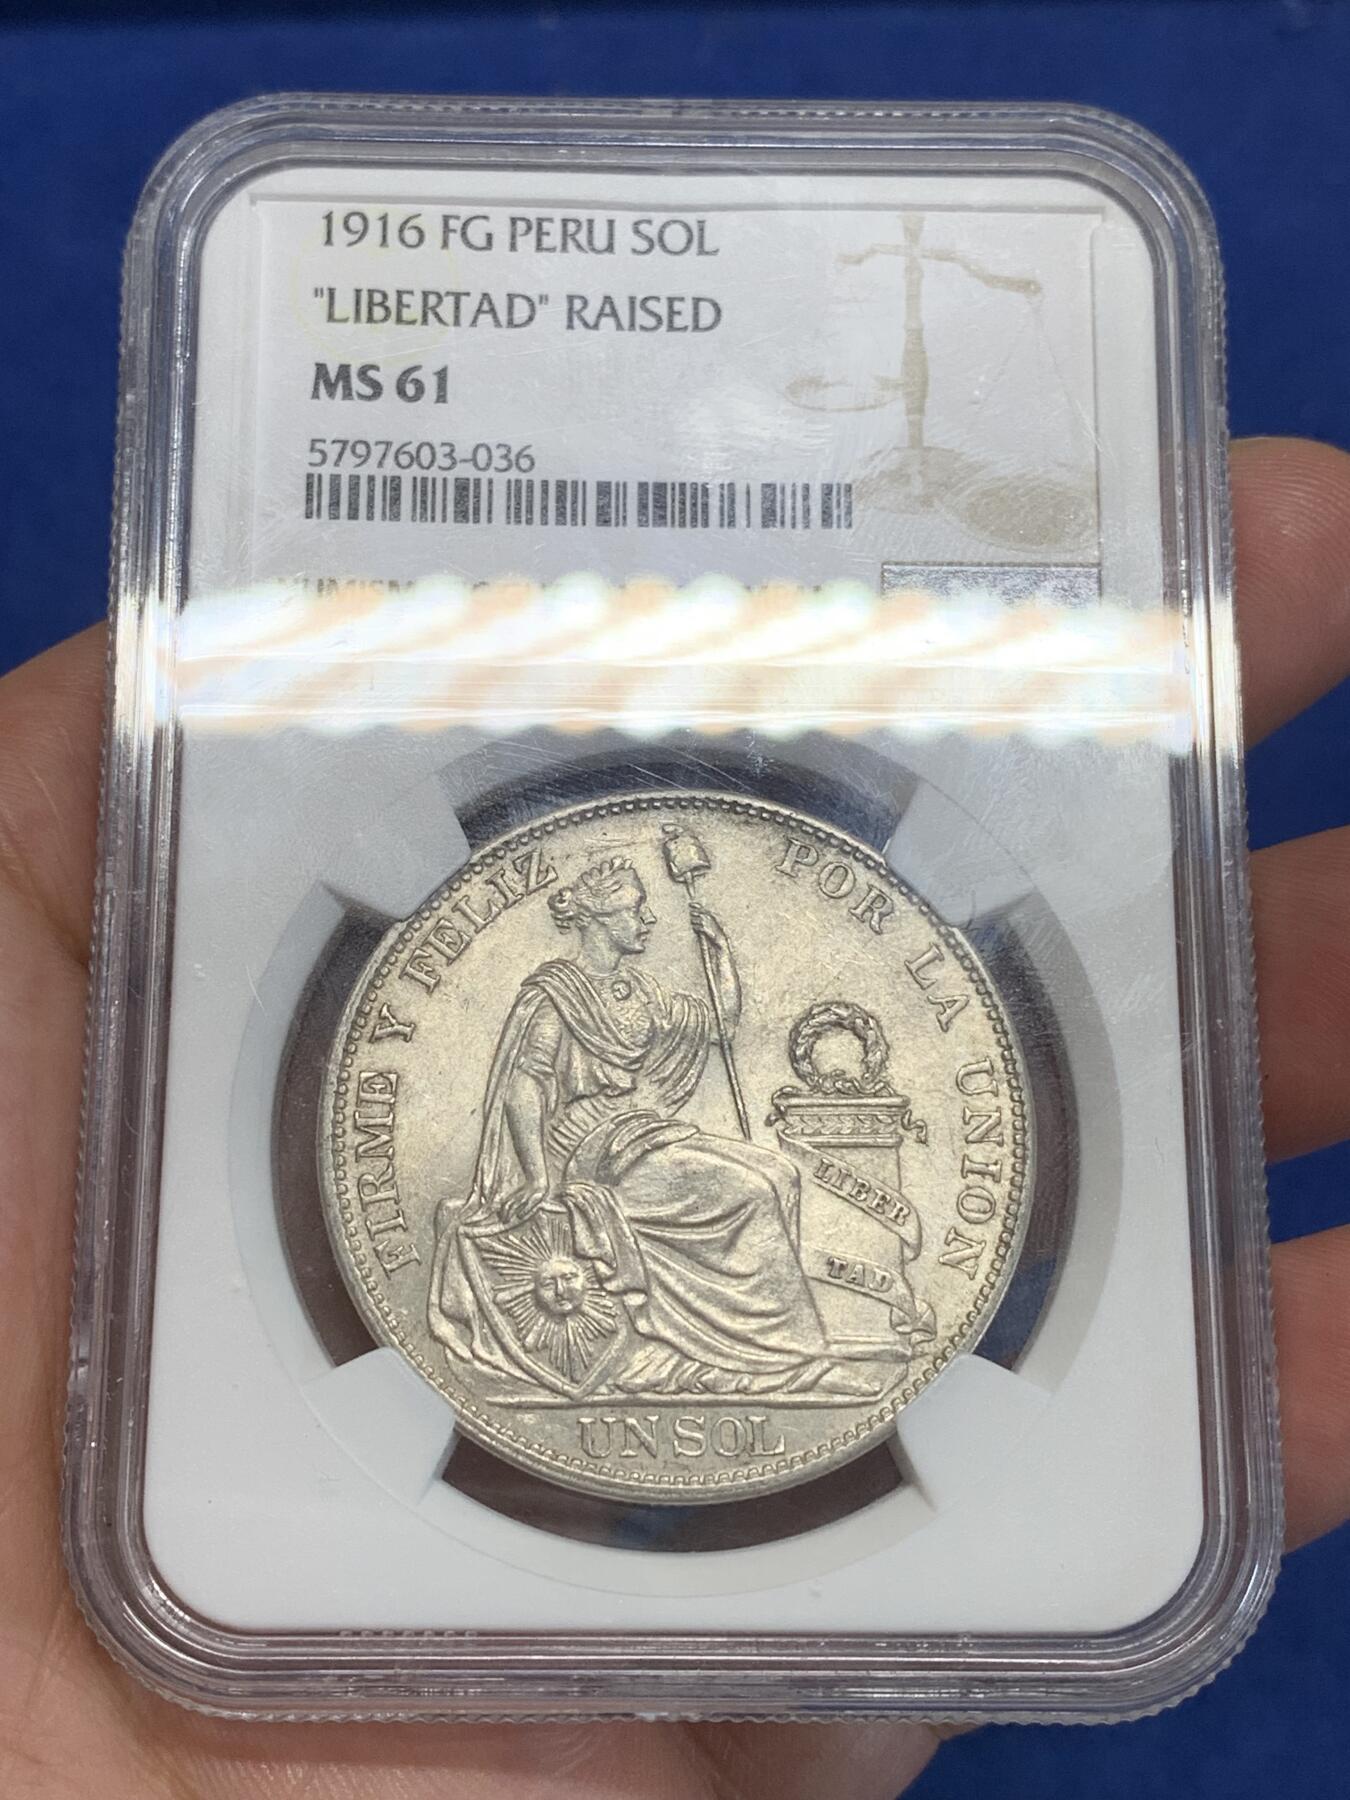 1916 FG PERU SOL
"LIBERTAD" RAISED
MS 61
5797603-036
FIRME Y FELIZ POR LA UNION
LIBER
TAD
UN SOL